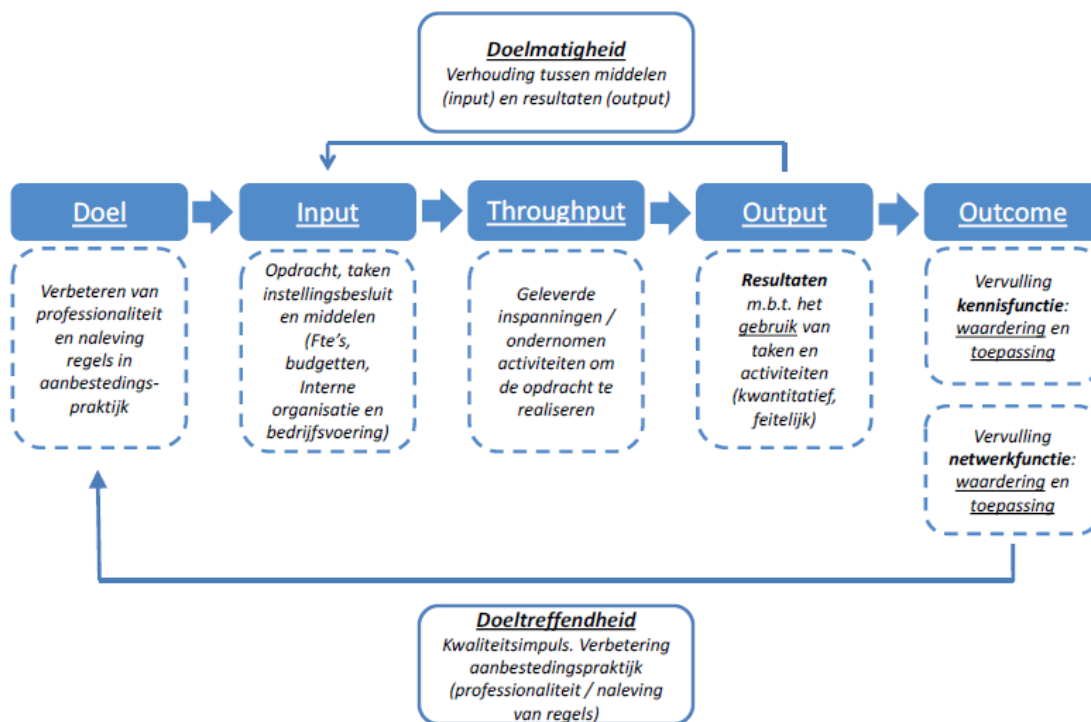 Doelmatigheid
Verhouding tussen middelen
(input) en resultaten (output)
Doel
Input
Throughput
Output
Outcome
Verbeteren van
professionaliteit
en naleving
regels in
aanbestedings-
praktijk
Opdracht, taken
instellingsbesluit
en middelen
(Fte's,
budgetten,
Interne
organisatie en
bedrijfsvoering)
Geleverde
inspanningen /
ondernomen
activiteiten om
de opdracht te
realiseren
Resultaten
m.b.t. het
gebruik van
taken en
activiteiten
(kwantitatief,
feitelijk)
Vervulling
kennisfunctie:
waardering en
toepassing
Vervulling
netwerkfunctie:
waardering en
toepassing
Doeltreffendheid
Kwaliteitsimpuls. Verbetering
aanbestedingspraktijk
(professionaliteit / naleving
van regels)